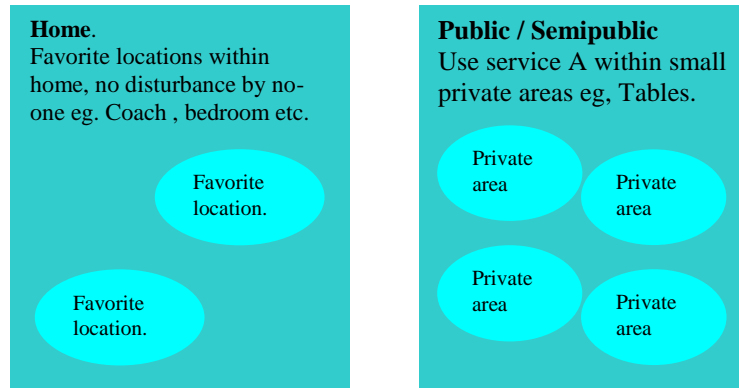 Home.
Favorite locations within
home, no disturbance by no-
one eg. Coach , bedroom etc.
Favorite
location.
Favorite
location.
Public / Semipublic
Use service A within small
private areas eg, Tables.
Private
area
Private
area
Private
area
Private
area